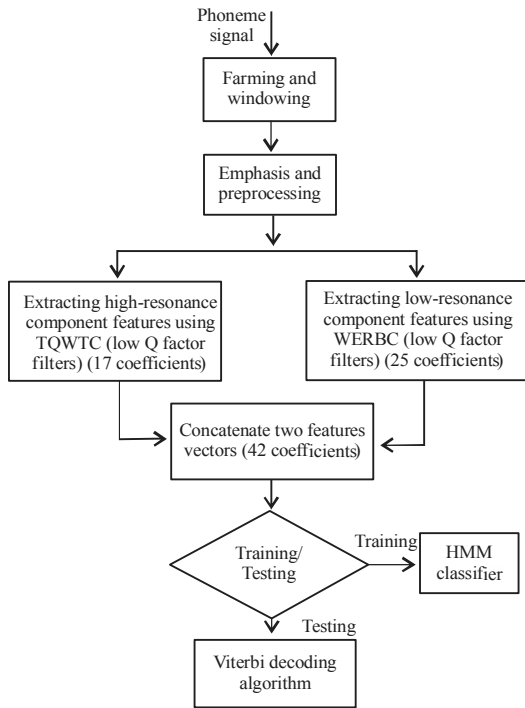 Phoneme
signal
Farming and
windowing
Emphasis and
preprocessing
Extracting high-resonance
component features using
TQWTC (low Q factor
filters) (17 coefficients)
Extracting low-resonance
component features using
WERBC (low Q factor
filters) (25 coefficients)
Concatenate two features
vectors (42 coefficients)
Training/
Testing
Training
HMM
classifier
Testing
Viterbi decoding
algorithm